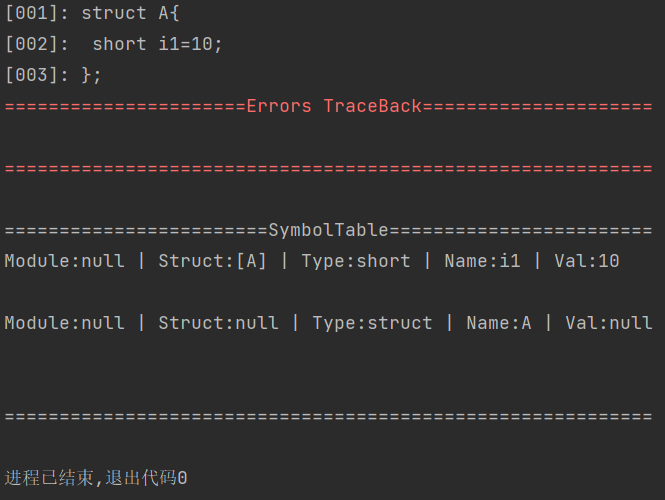 [001]: struct A{
[002]:  short i1=10;
[003]: };
======================Errors TraceBack=====================
===========================================================
========================SymbolTable========================
Module:null | Struct:[A] | Type:short | Name:i1 | Val:10
Module:null | Struct:null | Type:struct | Name:A | Val:null
===========================================================
进程已结束,退出代码0